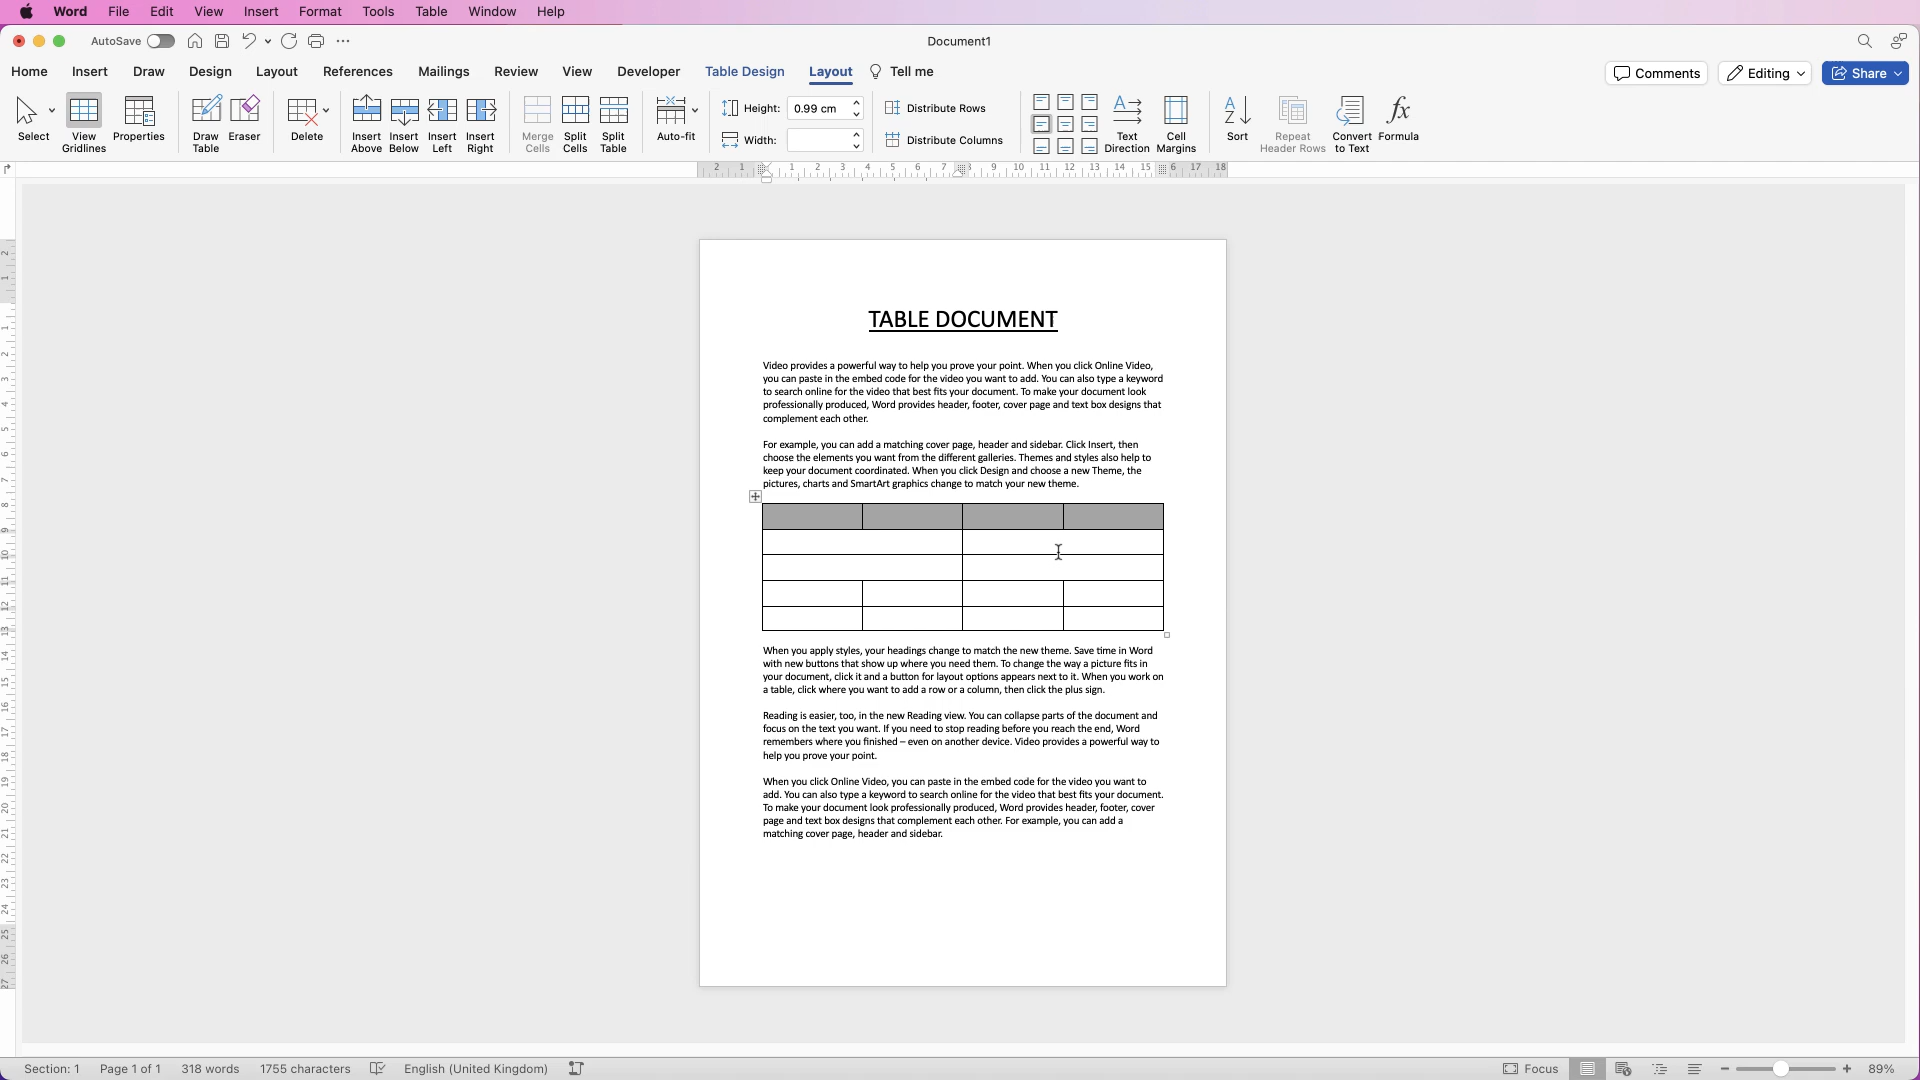 Word File Edit View Insert Format Tools Table Window Help
AutoSave Document1
Home Insert Draw Design Layout References Mailings Review View Developer Table Design Layout Tell me Comments Editing Share
Select View Gridlines Properties Draw Table Eraser Delete Insert Above Insert Below Insert Left Insert Right Merge Cells Split Cells Split Table Auto-fit Height: 0.99 cm Distribute Rows Text Direction Cell Margins Sort Repeat Header Rows Convert to Text Formula
Width: Distribute Columns
2 1 1 2 3 4 5 6 7 8 9 10 11 12 13 14 15 6 17 18
TABLE DOCUMENT
Video provides a powerful way to help you prove your point. When you click Online Video,
you can paste in the embed code for the video you want to add. You can also type a keyword
to search online for the video that best fits your document. To make your document look
professionally produced, Word provides header, footer, cover page and text box designs that
complement each other.
For example, you can add a matching cover page, header and sidebar. Click Insert, then
choose the elements you want from the different galleries. Themes and styles also help to
keep your document coordinated. When you click Design and choose a new Theme, the
pictures, charts and SmartArt graphics change to match your new theme.
When you apply styles, your headings change to match the new theme. Save time in Word
with new buttons that show up where you need them. To change the way a picture fits in
your document, click it and a button for layout options appears next to it. When you work on
a table, click where you want to add a row or a column, then click the plus sign.
Reading is easier, too, in the new Reading view. You can collapse parts of the document and
focus on the text you want. If you need to stop reading before you reach the end, Word
remembers where you finished – even on another device. Video provides a powerful way to
help you prove your point.
When you click Online Video, you can paste in the embed code for the video you want to
add. You can also type a keyword to search online for the video that best fits your document.
To make your document look professionally produced, Word provides header, footer, cover
page and text box designs that complement each other. For example, you can add a
matching cover page, header and sidebar.
Section: 1 Page 1 of 1 318 words 1755 characters English (United Kingdom) Focus 89%